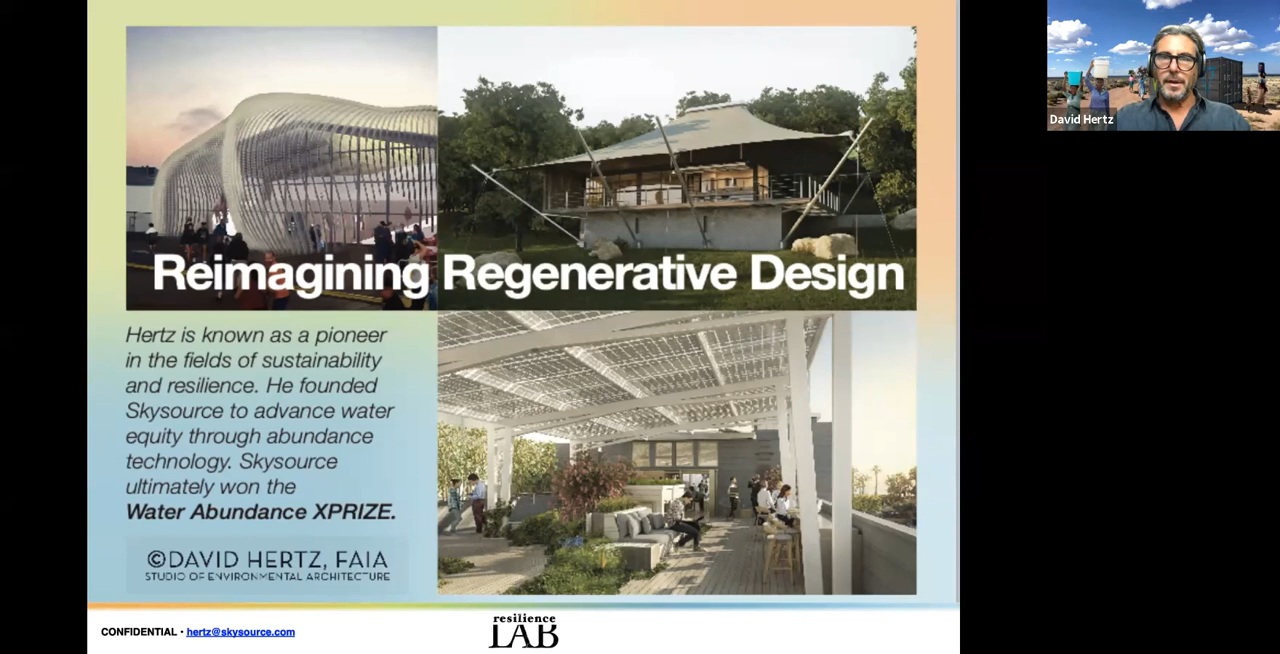 Reimagining Regenerative Design
Hertz is known as a pioneer
in the fields of sustainability
and resilience. He founded
Skysource to advance water
equity through abundance
technology. Skysource
ultimately won the
Water Abundance XPRIZE.
©DAVID HERTZ, FAIA
STUDIO OF ENVIRONMENTAL ARCHITECTURE
CONFIDENTIAL • hertz@skysource.com
resilience
LAB
David Hertz